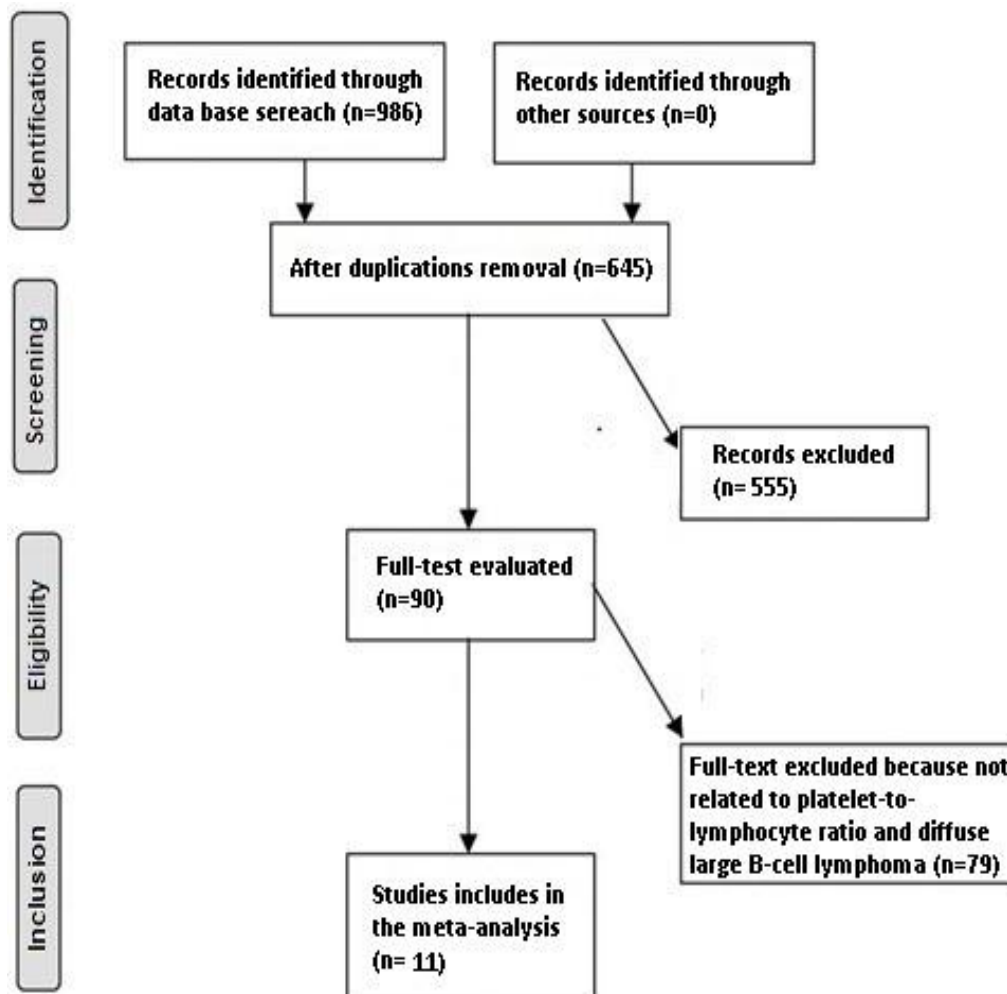 Identification
Records identified through
data base sereach (n=986)
Records identified through
other sources (n=0)
After duplications removal (n=645)
Screening
Records excluded
(n= 555)
Eligibility
Full-test evaluated
(n=90)
Full-text excluded because not
related to platelet-to-
lymphocyte ratio and diffuse
large B-cell lymphoma (n=79)
Inclusion
Studies includes in
the meta-analysis
(n= 11)